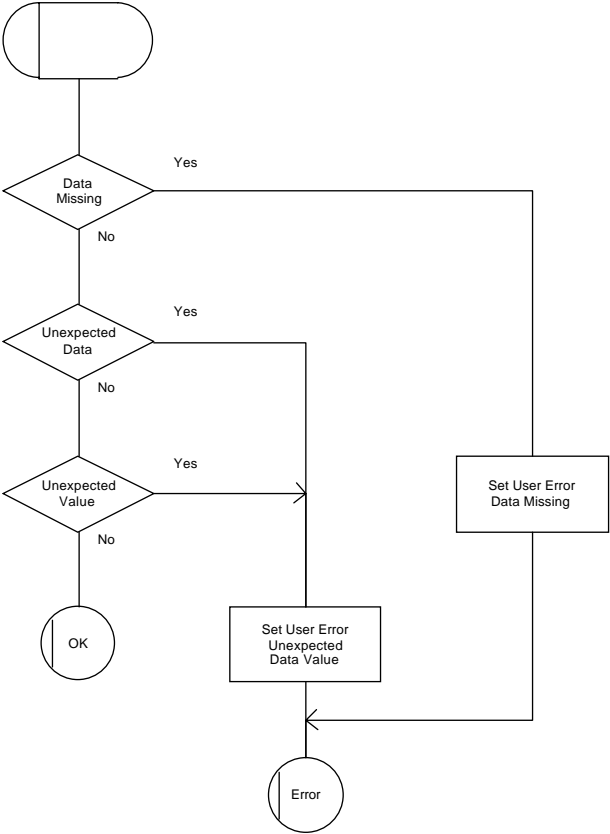 Yes
Data
Missing
No
Yes
Unexpected
Data
No
Yes
Unexpected
Value
No
Set User Error
Data Missing
OK
Set User Error
Unexpected
Data Value
Error